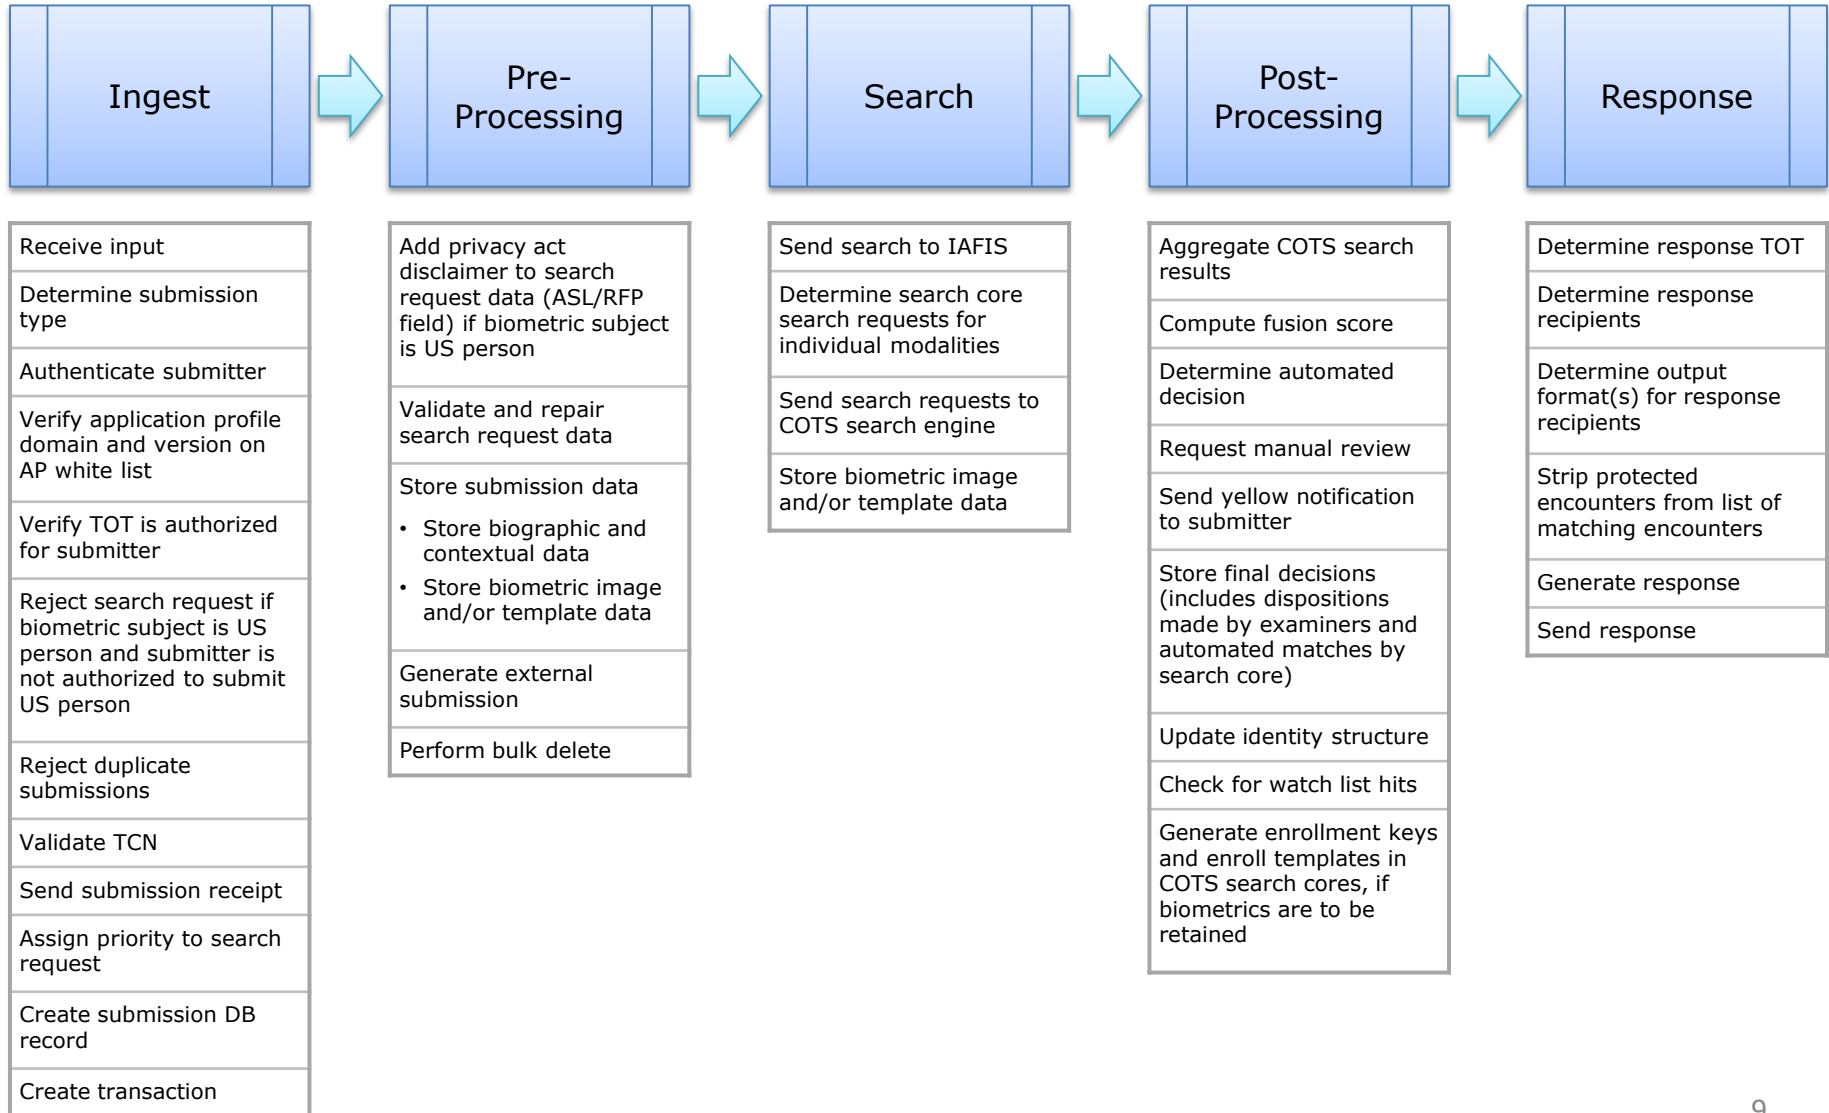 Ingest
Pre-
Processing
Search
Post-
Processing
Response
Receive input
Determine submission
type
Authenticate submitter
Verify application profile
domain and version on
AP white list
Verify TOT is authorized
for submitter
Reject search request if
biometric subject is US
person and submitter is
not authorized to submit
US person
Reject duplicate
submissions
Validate TCN
Send submission receipt
Assign priority to search
request
Create submission DB
record
Create transaction
Add privacy act
disclaimer to search
request data (ASL/RFP
field) if biometric subject
is US person
Validate and repair
search request data
Store submission data
• Store biographic and
contextual data
• Store biometric image
and/or template data
Generate external
submission
Perform bulk delete
Send search to IAFIS
Determine search core
search requests for
individual modalities
Send search requests to
COTS search engine
Store biometric image
and/or template data
Aggregate COTS search
results
Compute fusion score
Determine automated
decision
Request manual review
Send yellow notification
to submitter
Store final decisions
(includes dispositions
made by examiners and
automated matches by
search core)
Update identity structure
Check for watch list hits
Generate enrollment keys
and enroll templates in
COTS search cores, if
biometrics are to be
retained
Determine response TOT
Determine response
recipients
Determine output
format(s) for response
recipients
Strip protected
encounters from list of
matching encounters
Generate response
Send response
9